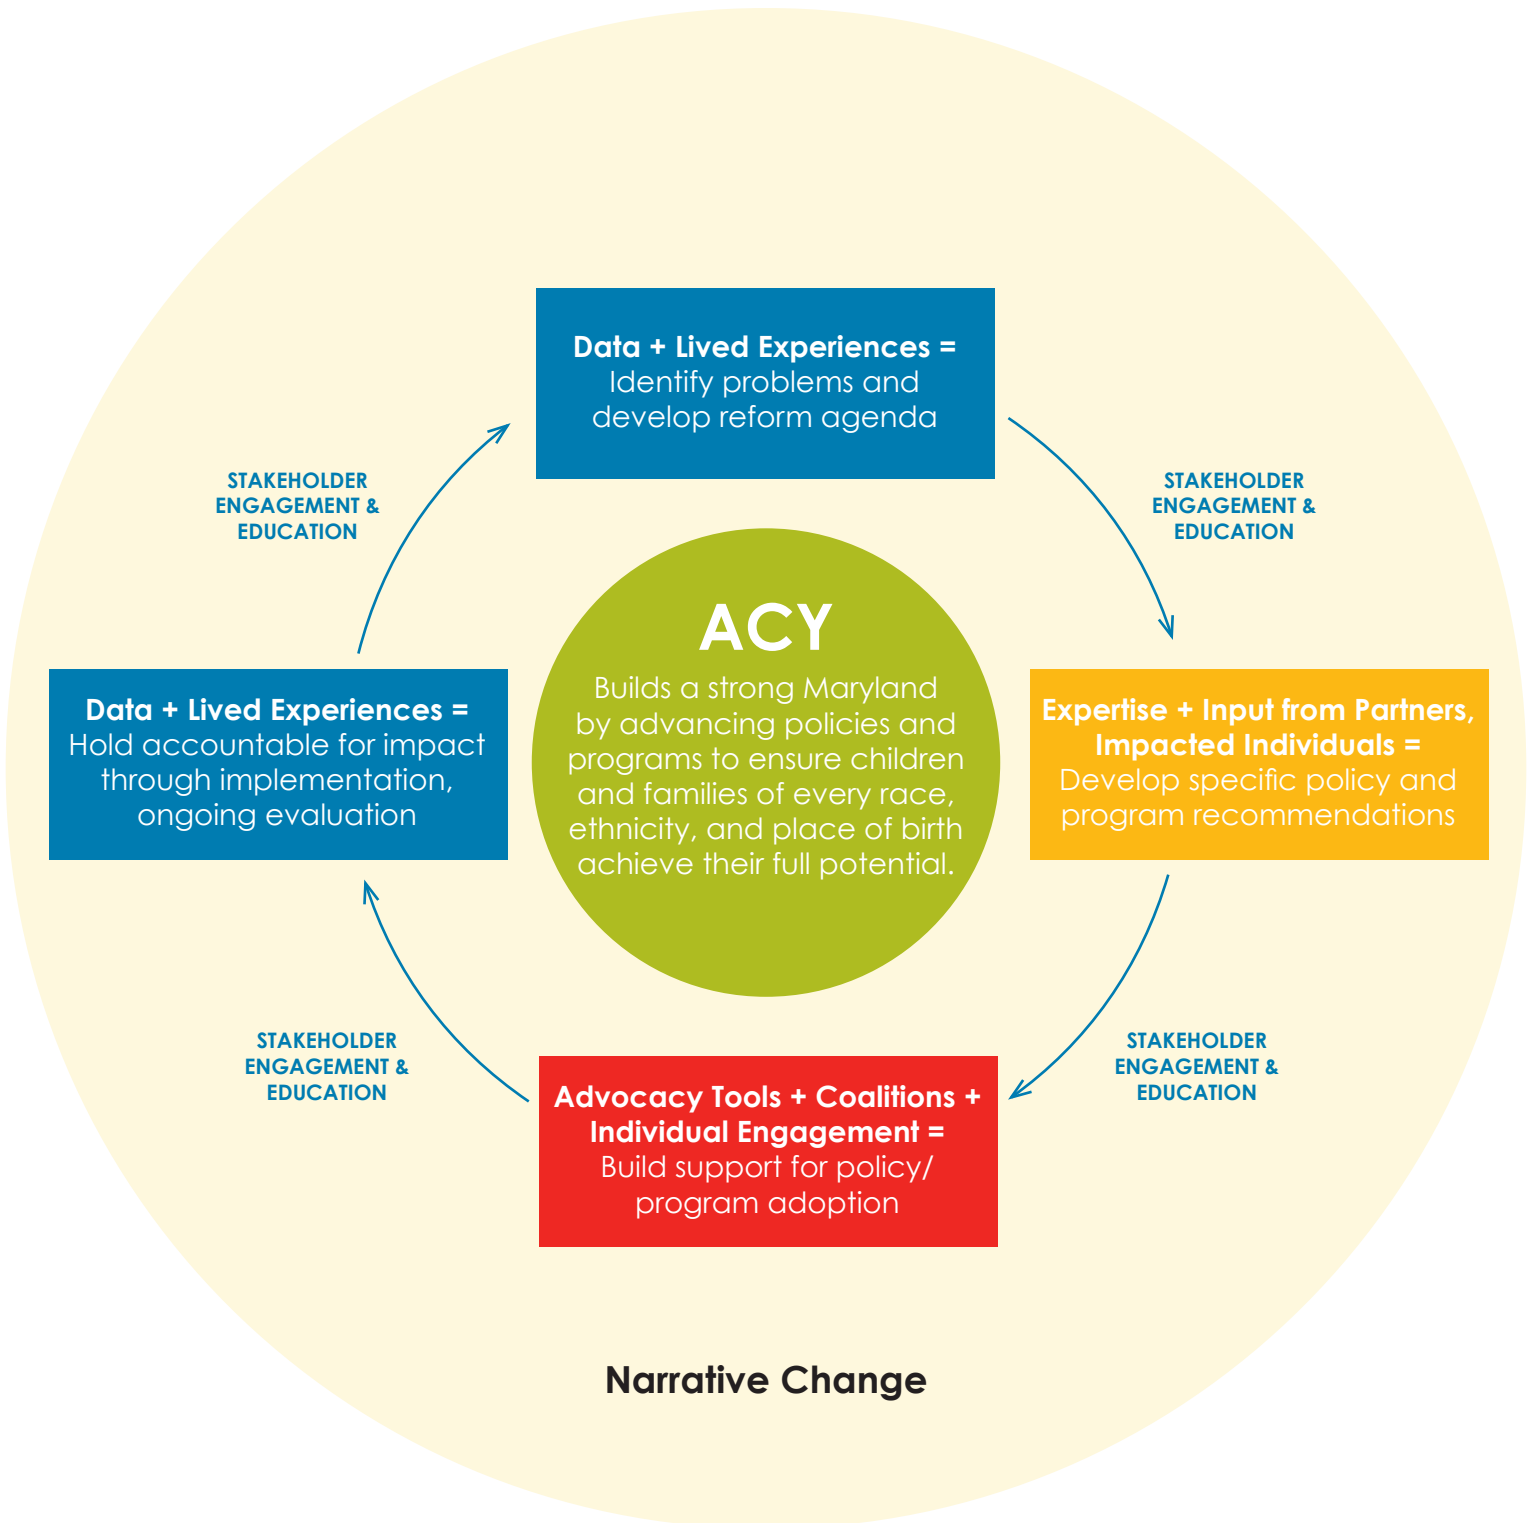 Data + Lived Experiences =
Identify problems and
develop reform agenda
STAKEHOLDER
ENGAGEMENT &
EDUCATION
STAKEHOLDER
ENGAGEMENT &
EDUCATION
ACY
Builds a strong Maryland
by advancing policies and
programs to ensure children
and families of every race,
ethnicity, and place of birth
achieve their full potential.
Data + Lived Experiences =
Hold accountable for impact
through implementation,
ongoing evaluation
Expertise + Input from Partners,
Impacted Individuals =
Develop specific policy and
program recommendations
STAKEHOLDER
ENGAGEMENT &
EDUCATION
STAKEHOLDER
ENGAGEMENT &
EDUCATION
Advocacy Tools + Coalitions +
Individual Engagement =
Build support for policy/
program adoption
Narrative Change